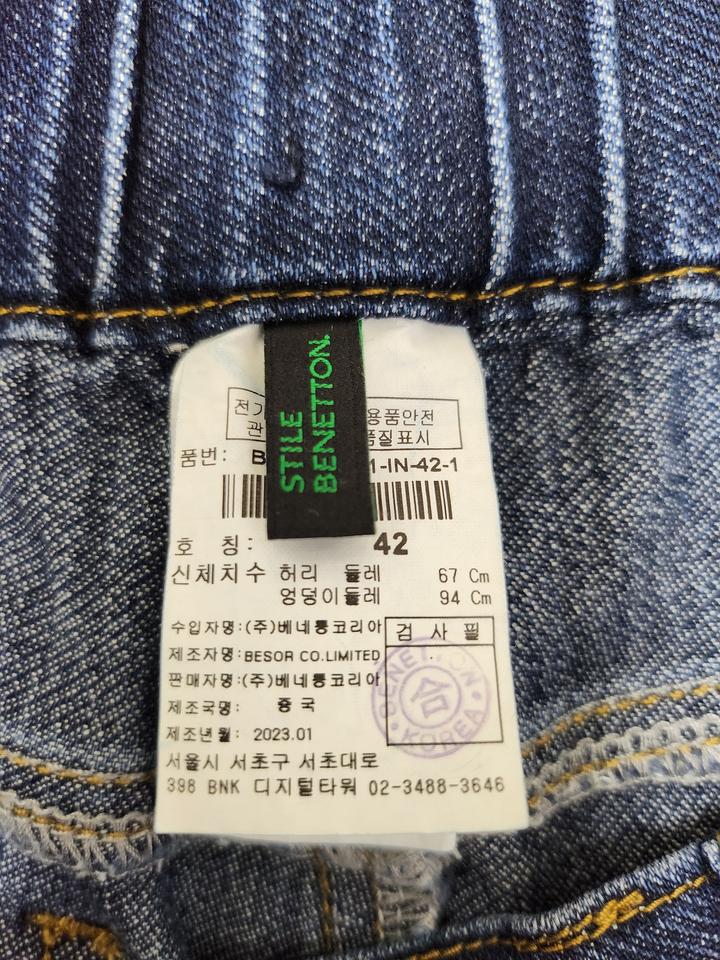 STILE
BENETTON.
전기 용품안전
관 품질표시
품번: B 1-IN-42-1
호 칭: 42
신체치수 허리 둘레 67 Cm
엉덩이둘레 94 Cm
수입자명:(주)베네통코리아
제조자명:BESOR CO.LIMITED
판매자명:(주)베네통코리아
제조국명: 중국
제조년월: 2023.01
검 사 필
BENETTON
合
KOREA
서울시 서초구 서초대로
398 BNK 디지털타워 02-3488-3646